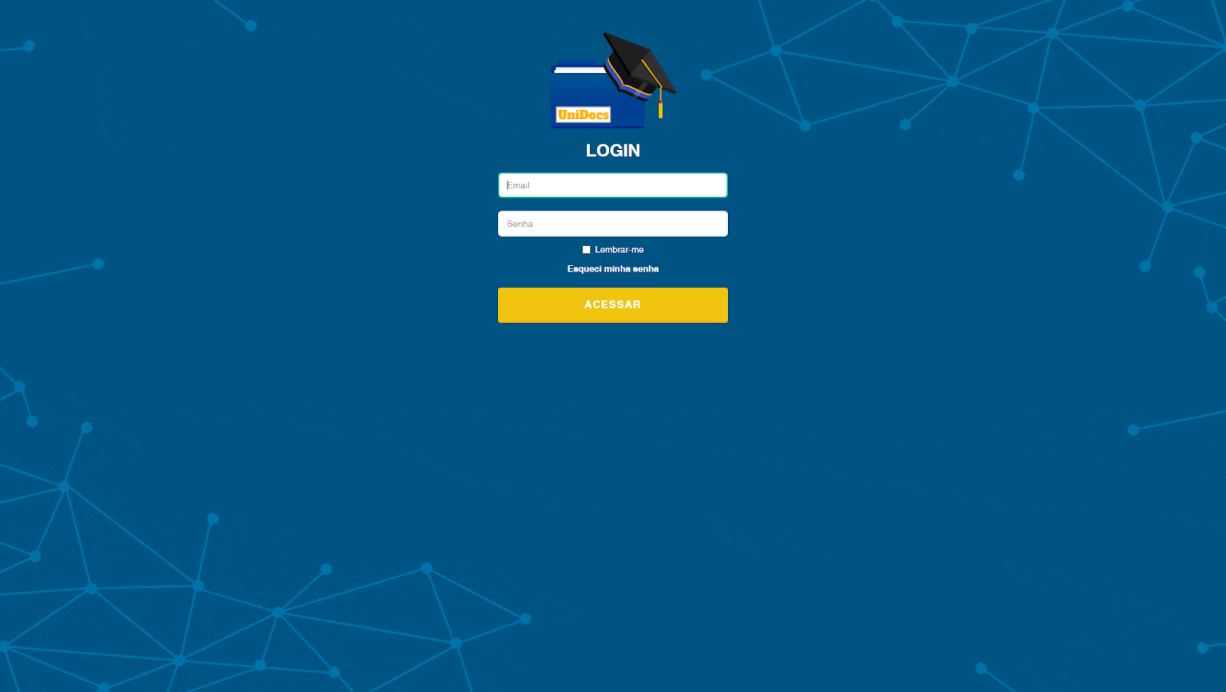 UniDocs
LOGIN
Email
Senha
Lembrar-me
Esqueci minha senha
ACESSAR